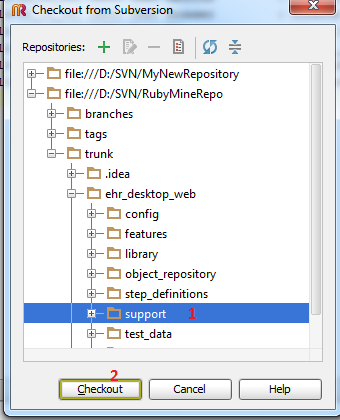 Checkout from Subversion
Repositories:
file:///D:/SVN/MyNewRepository
file:///D:/SVN/RubyMineRepo
branches
tags
trunk
.idea
ehr_desktop_web
config
features
library
object_repository
step_definitions
support 1
test_data
2
Checkout Cancel Help